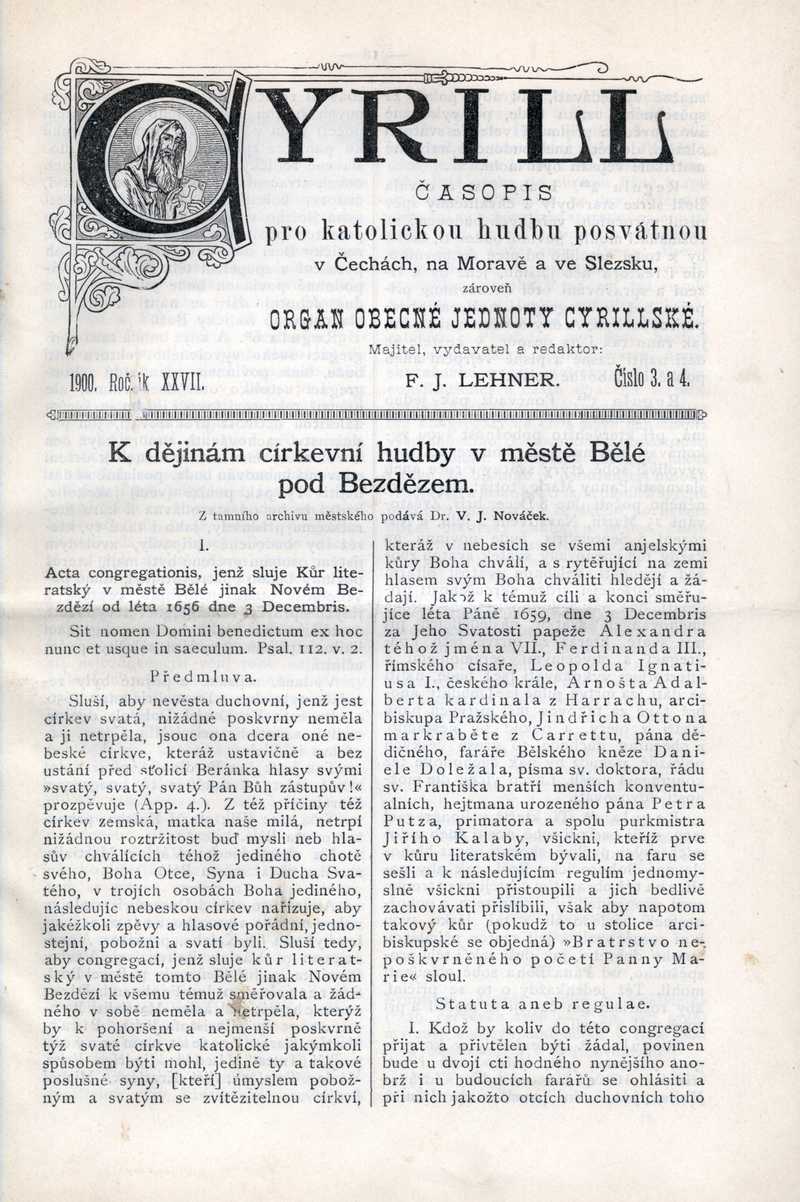 CYRILL
ČASOPIS
pro katolickou hudbu posvátnou
v Čechách, na Moravě a ve Slezsku,
zároveň
ORGAN OBECNÉ JEDNOTY CYRILLSKÉ.
Majitel, vydavatel a redaktor:
1900. Ročník XXVII.
F. J. LEHNER.
Číslo 3. a 4.
K dějinám církevní hudby v městě Bělé
pod Bezdězem.
Z tamního archivu městského podává Dr. V. J. Nováček.
I.
Acta congregationis, jenž sluje Kůr lite-
ratský v městě Bělé jinak Novém Be-
zdězí od léta 1656 dne 3 Decembris.
Sit nomen Domini benedictum ex hoc
nunc et usque in saeculum. Psal. 112. v. 2.
Předmluva.
Sluší, aby nevěsta duchovní, jenž jest
církev svatá, nižádné poskvrny neměla
a ji netrpěla, jsouc ona dcera oné ne-
beské církve, kteráž ustavičně a bez
ustání před stolicí Beránka hlasy svými
»svatý, svatý, svatý Pán Bůh zástupův!«
prozpěvuje (App. 4.). Z též příčiny též
církev zemská, matka naše milá, netrpí
nižádnou roztržitost buď mysli neb hla-
sův chválících téhož jediného chotě
svého, Boha Otce, Syna i Ducha Sva-
tého, v trojích osobách Boha jediného,
následujíc nebeskou církev nařizuje, aby
jakéžkoli zpěvy a hlasové pořádní, jedno-
stejní, pobožni a svatí byli. Sluší tedy,
aby congregací, jenž sluje kůr literat-
ský v městě tomto Bělé jinak Novém
Bezdězí k všemu témuž směřovala a žád-
ného v sobě neměla a netrpěla, kterýž
by k pohoršení a nejmenší poskvrně
týž svaté církve katolické jakýmkoli
spůsobem býti mohl, jedině ty a takové
poslušné syny, [kteří] úmyslem pobož-
ným a svatým se zvítězitelnou církví,
kteráž v nebesích se všemi anjelskými
kůry Boha chválí, a s rytěřující na zemi
hlasem svým Boha chváliti hledějí a žá-
dají. Jakož k témuž cíli a konci směřu-
jíce léta Páně 1659, dne 3 Decembris
za Jeho Svatosti papeže Alexandra
téhož jména VII., Ferdinanda III.,
římského císaře, Leopolda Ignati-
usa I., českého krále, Arnošta Adal-
berta kardinala z Harrachu, arci-
biskupa Pražského, Jindřicha Ottona
markraběte z Carrettu, pána dě-
dičného, faráře Bělského kněze Dani-
ele Doležala, písma sv. doktora, řádu
sv. Františka bratří menších konventu-
alních, hejtmana urozeného pána Petra
Putza, primatora a spolu purkmistra
Jiřího Kalaby, všickni, kteříž prve
v kůru literatském bývali, na faru se
sešli a k následujícím regulím jednomy-
slně všickni přistoupili a jich bedlivě
zachovávati přislíbili, však aby napotom
takový kůr (pokudž to u stolice arci-
biskupské se objedná) »Bratrstvo ne-
poškvrněného početí Panny Ma-
rie« sloul.
Statuta aneb regulae.
I. Kdož by koliv do této congregací
přijat a přivtělen býti žádal, povinen
bude u dvojí cti hodného nynějšího ano-
brž i u budoucích farařů se ohlásiti a
při nich jakožto otcích duchovních toho